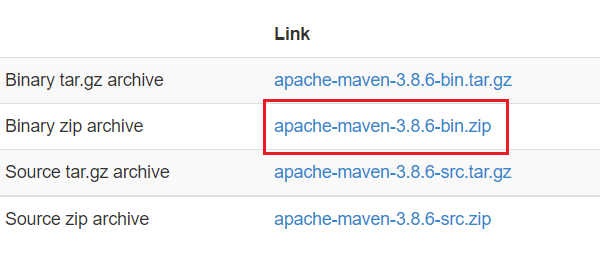 Link
Binary tar.gz archive apache-maven-3.8.6-bin.tar.gz
Binary zip archive apache-maven-3.8.6-bin.zip
Source tar.gz archive apache-maven-3.8.6-src.tar.gz
Source zip archive apache-maven-3.8.6-src.zip